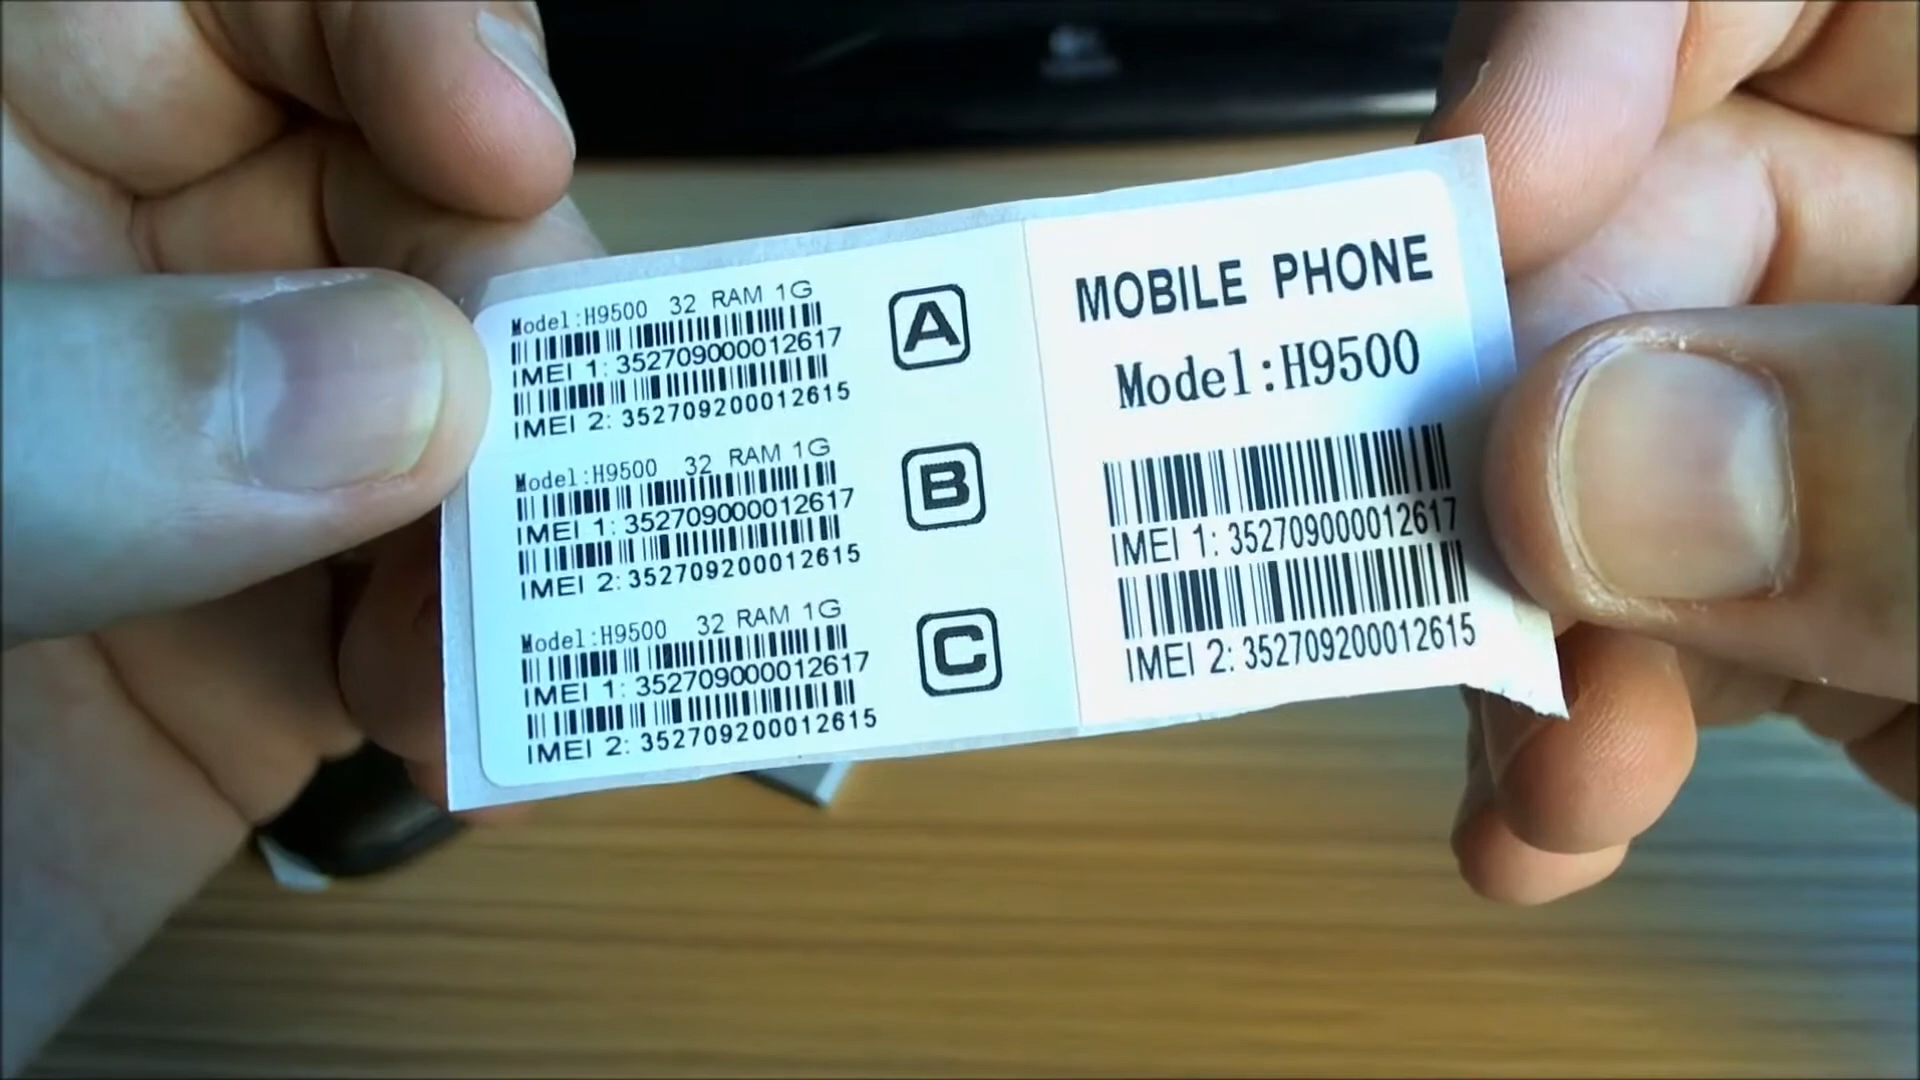 Model:H9500 32 RAM 1G
IMEI 1: 352709000012617
IMEI 2: 352709200012615
A
Model:H9500 32 RAM 1G
IMEI 1: 352709000012617
IMEI 2: 352709200012615
B
Model:H9500 32 RAM 1G
IMEI 1: 352709000012617
IMEI 2: 352709200012615
C
MOBILE PHONE
Model:H9500
IMEI 1: 352709000012617
IMEI 2: 352709200012615